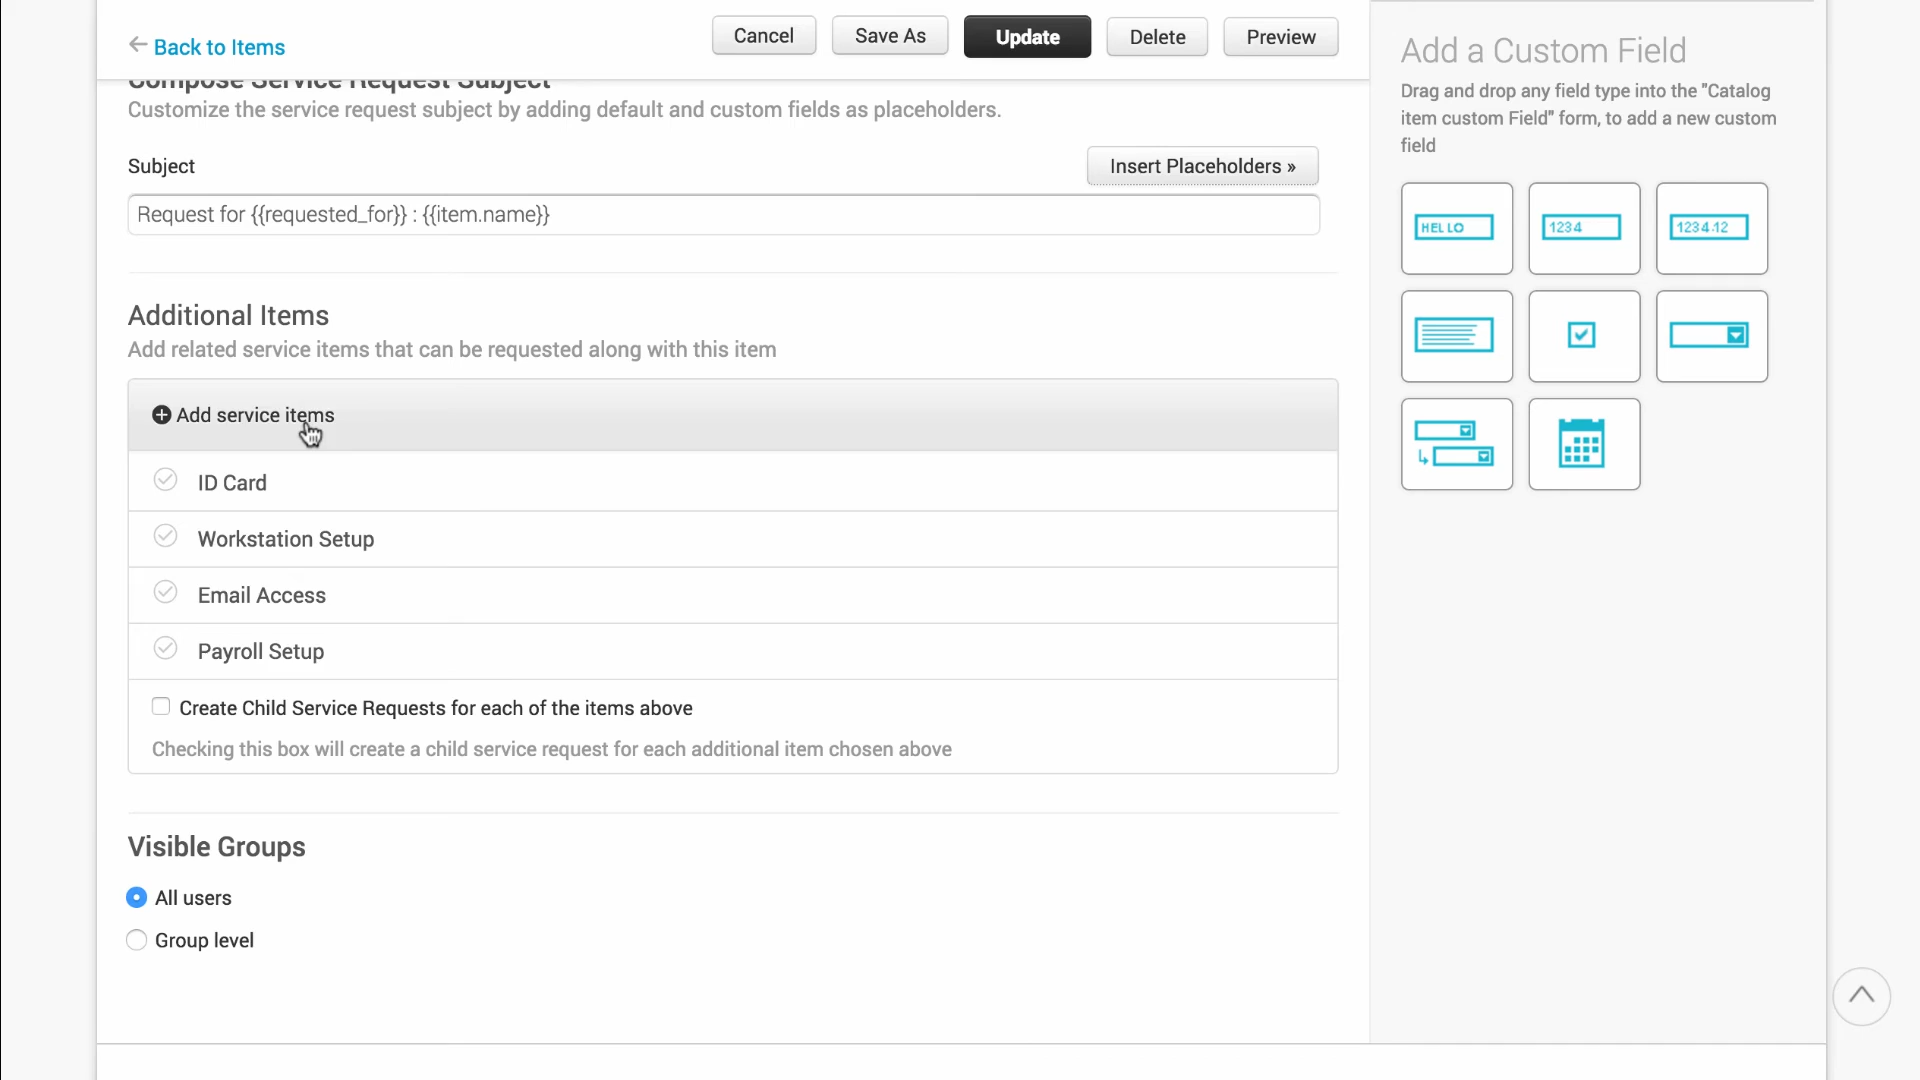 Back to Items
Cancel
Save As
Update
Delete
Preview
Compose Service Request Subject
Customize the service request subject by adding default and custom fields as placeholders.
Subject
Insert Placeholders »
Request for {{requested_for}} : {{item.name}}
Additional Items
Add related service items that can be requested along with this item
Add service items
ID Card
Workstation Setup
Email Access
Payroll Setup
Create Child Service Requests for each of the items above
Checking this box will create a child service request for each additional item chosen above
Visible Groups
All users
Group level
Add a Custom Field
Drag and drop any field type into the "Catalog
item custom Field" form, to add a new custom
field
HELLO
1234
1234.12